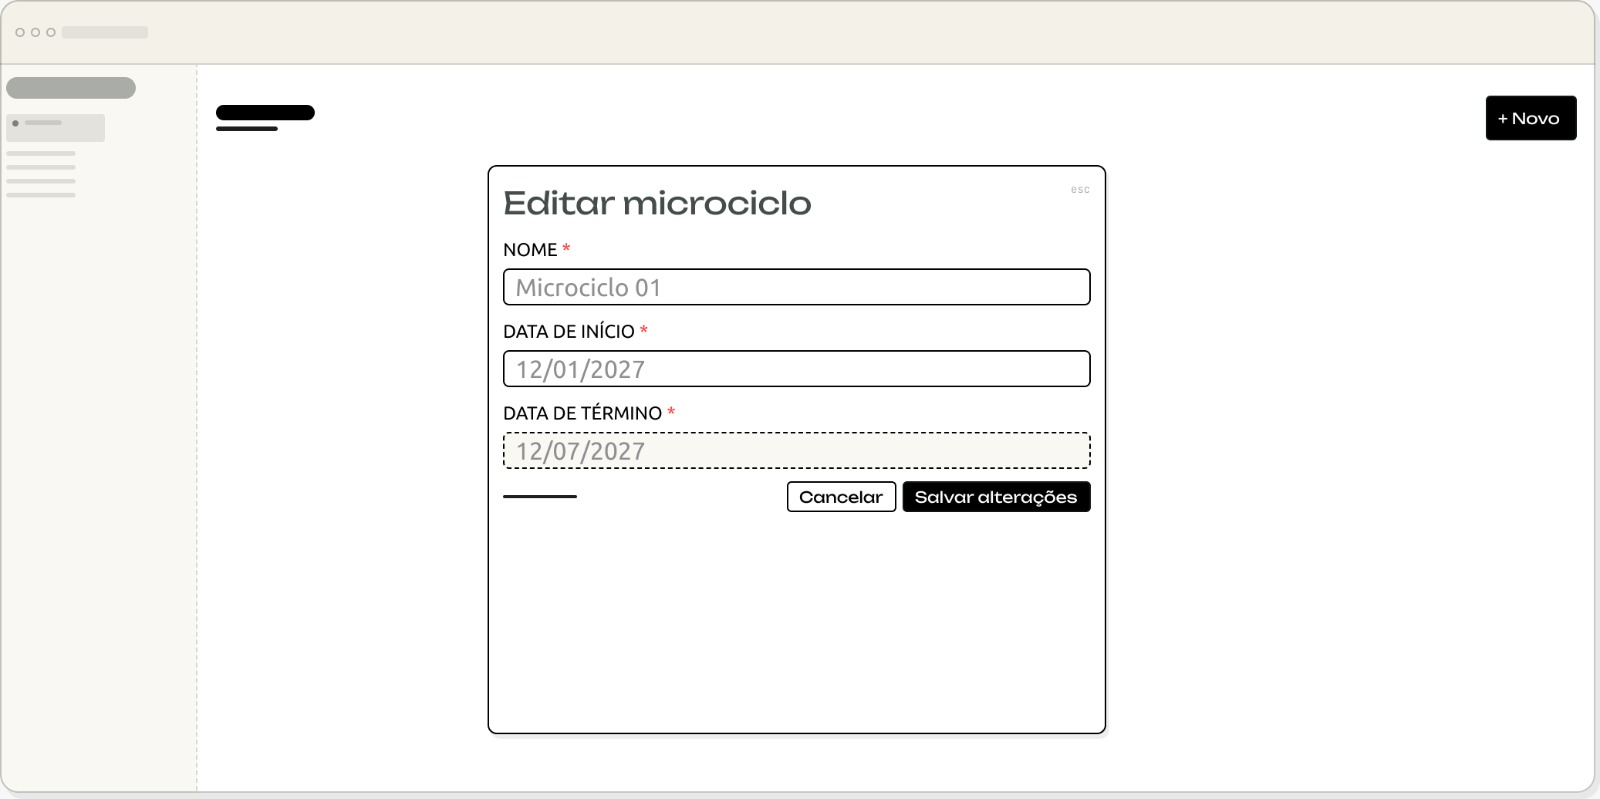 + Novo
Editar microciclo
esc
NOME *
Microciclo 01
DATA DE INÍCIO *
12/01/2027
DATA DE TÉRMINO *
12/07/2027
Cancelar
Salvar alterações